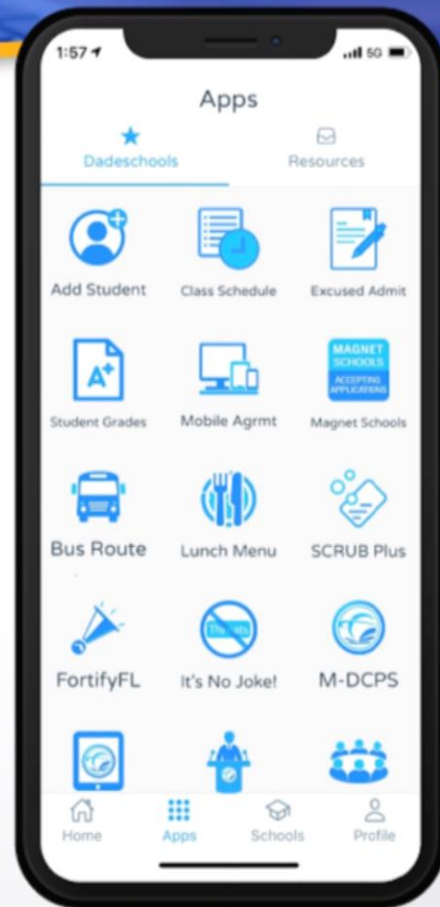 1:57
5G
Apps
Dadeschools
Resources
Add Student
Class Schedule
Excused Admit
A+
Student Grades
Mobile Agrmt
MAGNET
SCHOOLS
ACCEPTING
APPLICATIONS
Magnet Schools
Bus Route
Lunch Menu
SCRUB Plus
Threats
FortifyFL
It's No Joke!
M-DCPS
Home
Apps
Schools
Profile